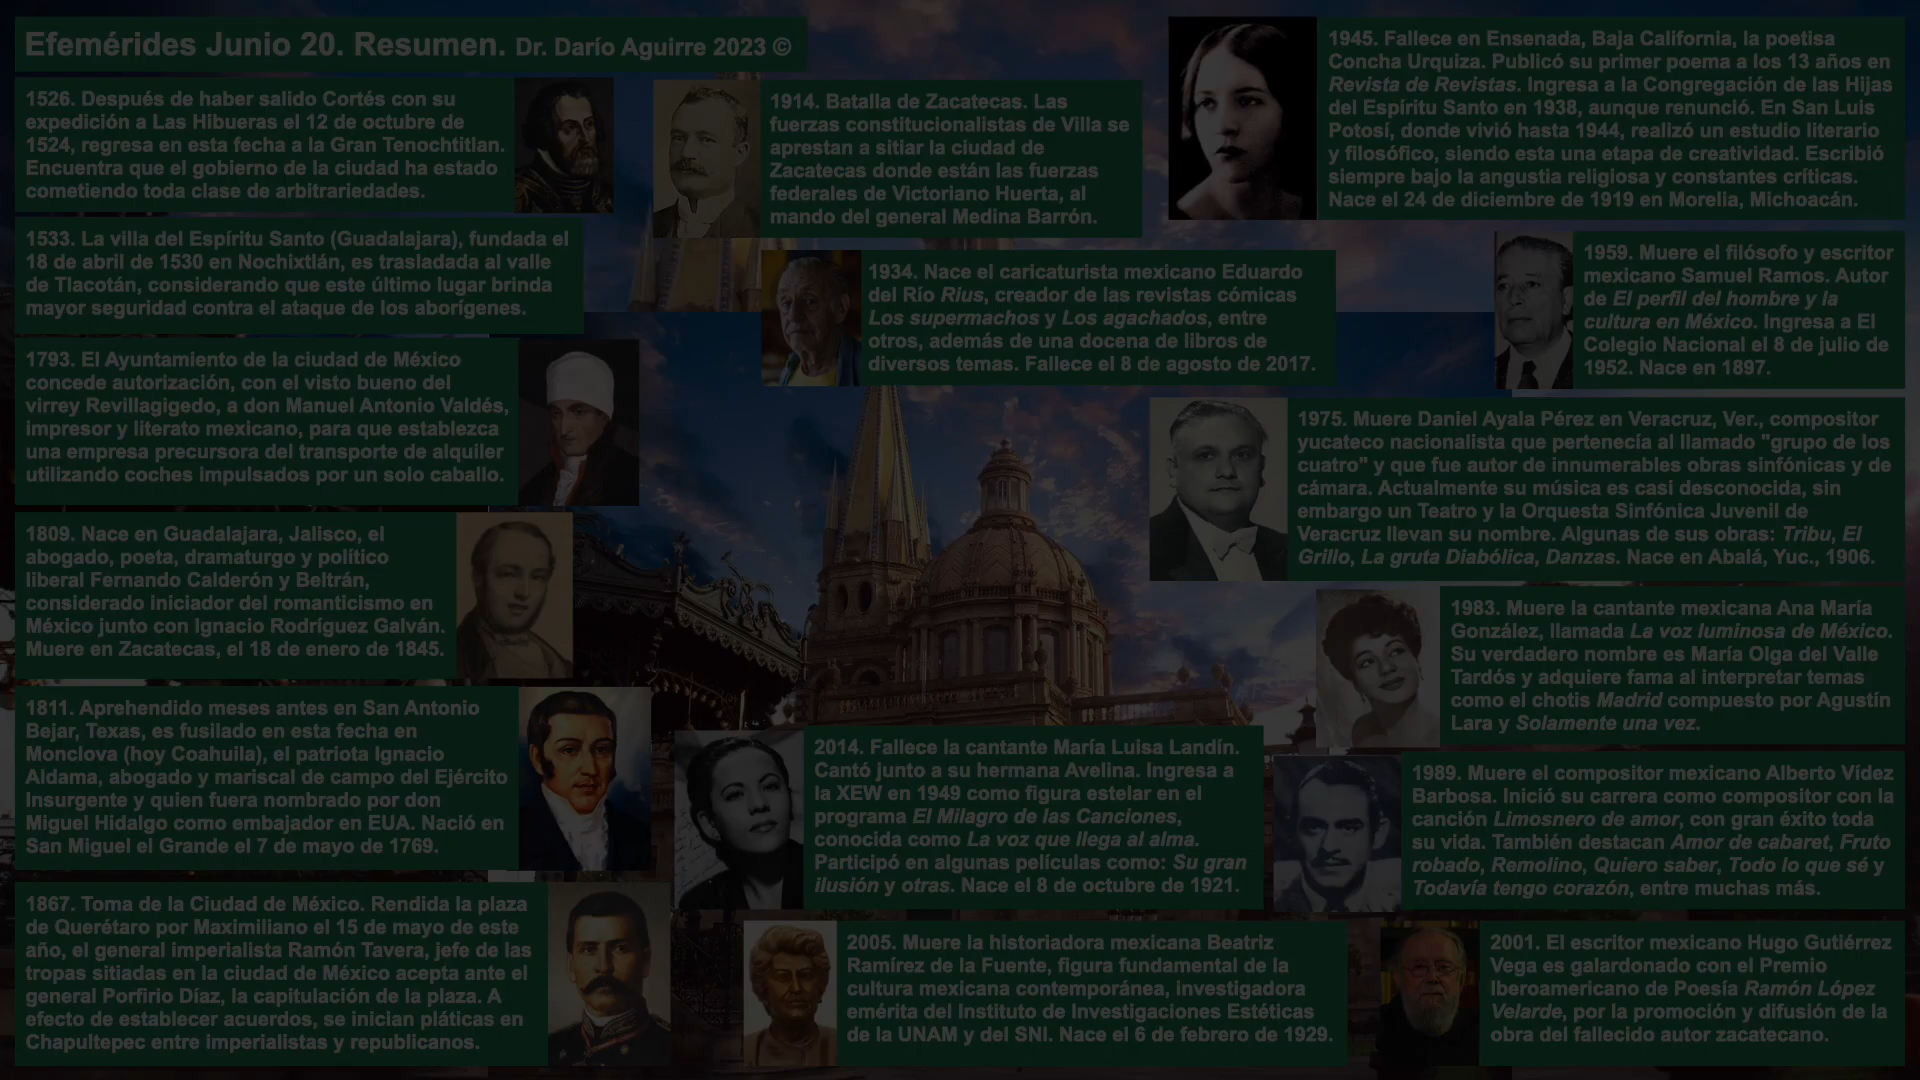 Efemérides Junio 20. Resumen. Dr. Darío Aguirre 2023 ©
1526. Después de haber salido Cortés con su
expedición a Las Hibueras el 12 de octubre de
1524, regresa en esta fecha a la Gran Tenochtitlan.
Encuentra que el gobierno de la ciudad ha estado
cometiendo toda clase de arbitrariedades.
1533. La villa del Espíritu Santo (Guadalajara), fundada el
18 de abril de 1530 en Nochixtlán, es trasladada al valle
de Tlacotán, considerando que este último lugar brinda
mayor seguridad contra el ataque de los aborígenes.
1793. El Ayuntamiento de la ciudad de México
concede autorización, con el visto bueno del
virrey Revillagigedo, a don Manuel Antonio Valdés,
impresor y literato mexicano, para que establezca
una empresa precursora del transporte de alquiler
utilizando coches impulsados por un solo caballo.
1809. Nace en Guadalajara, Jalisco, el
abogado, poeta, dramaturgo y político
liberal Fernando Calderón y Beltrán,
considerado iniciador del romanticismo en
México junto con Ignacio Rodríguez Galván.
Muere en Zacatecas, el 18 de enero de 1845.
1811. Aprehendido meses antes en San Antonio
Bejar, Texas, es fusilado en esta fecha en
Monclova (hoy Coahuila), el patriota Ignacio
Aldama, abogado y mariscal de campo del Ejército
Insurgente y quien fuera nombrado por don
Miguel Hidalgo como embajador en EUA. Nació en
San Miguel el Grande el 7 de mayo de 1769.
1867. Toma de la Ciudad de México. Rendida la plaza
de Querétaro por Maximiliano el 15 de mayo de este
año, el general imperialista Ramón Tavera, jefe de las
tropas sitiadas en la ciudad de México acepta ante el
general Porfirio Díaz, la capitulación de la plaza. A
efecto de establecer acuerdos, se inician pláticas en
Chapultepec entre imperialistas y republicanos.
1914. Batalla de Zacatecas. Las
fuerzas constitucionalistas de Villa se
aprestan a sitiar la ciudad de
Zacatecas donde están las fuerzas
federales de Victoriano Huerta, al
mando del general Medina Barrón.
1934. Nace el caricaturista mexicano Eduardo
del Río Rius, creador de las revistas cómicas
Los supermachos y Los agachados, entre
otros, además de una docena de libros de
diversos temas. Fallece el 8 de agosto de 2017.
1945. Fallece en Ensenada, Baja California, la poetisa
Concha Urquiza. Publicó su primer poema a los 13 años en
Revista de Revistas. Ingresa a la Congregación de las Hijas
del Espíritu Santo en 1938, aunque renunció. En San Luis
Potosí, donde vivió hasta 1944, realizó un estudio literario
y filosófico, siendo esta una etapa de creatividad. Escribió
siempre bajo la angustia religiosa y constantes críticas.
Nace el 24 de diciembre de 1919 en Morelia, Michoacán.
1959. Muere el filósofo y escritor
mexicano Samuel Ramos. Autor
de El perfil del hombre y la
cultura en México. Ingresa a El
Colegio Nacional el 8 de julio de
1952. Nace en 1897.
1975. Muere Daniel Ayala Pérez en Veracruz, Ver., compositor
yucateco nacionalista que pertenecía al llamado "grupo de los
cuatro" y que fue autor de innumerables obras sinfónicas y de
cámara. Actualmente su música es casi desconocida, sin
embargo un Teatro y la Orquesta Sinfónica Juvenil de
Veracruz llevan su nombre. Algunas de sus obras: Tribu, El
Grillo, La gruta Diabólica, Danzas. Nace en Abalá, Yuc., 1906.
1983. Muere la cantante mexicana Ana María
González, llamada La voz luminosa de México.
Su verdadero nombre es María Olga del Valle
Tardós y adquiere fama al interpretar temas
como el chotis Madrid compuesto por Agustín
Lara y Solamente una vez.
1989. Muere el compositor mexicano Alberto Vídez
Barbosa. Inició su carrera como compositor con la
canción Limosnero de amor, con gran éxito toda
su vida. También destacan Amor de cabaret, Fruto
robado, Remolino, Quiero saber, Todo lo que sé y
Todavía tengo corazón, entre muchas más.
2014. Fallece la cantante María Luisa Landín.
Cantó junto a su hermana Avelina. Ingresa a
la XEW en 1949 como figura estelar en el
programa El Milagro de las Canciones,
conocida como La voz que llega al alma.
Participó en algunas películas como: Su gran
ilusión y otras. Nace el 8 de octubre de 1921.
2005. Muere la historiadora mexicana Beatriz
Ramírez de la Fuente, figura fundamental de la
cultura mexicana contemporánea, investigadora
emérita del Instituto de Investigaciones Estéticas
de la UNAM y del SNI. Nace el 6 de febrero de 1929.
2001. El escritor mexicano Hugo Gutiérrez
Vega es galardonado con el Premio
Iberoamericano de Poesía Ramón López
Velarde, por la promoción y difusión de la
obra del fallecido autor zacatecano.